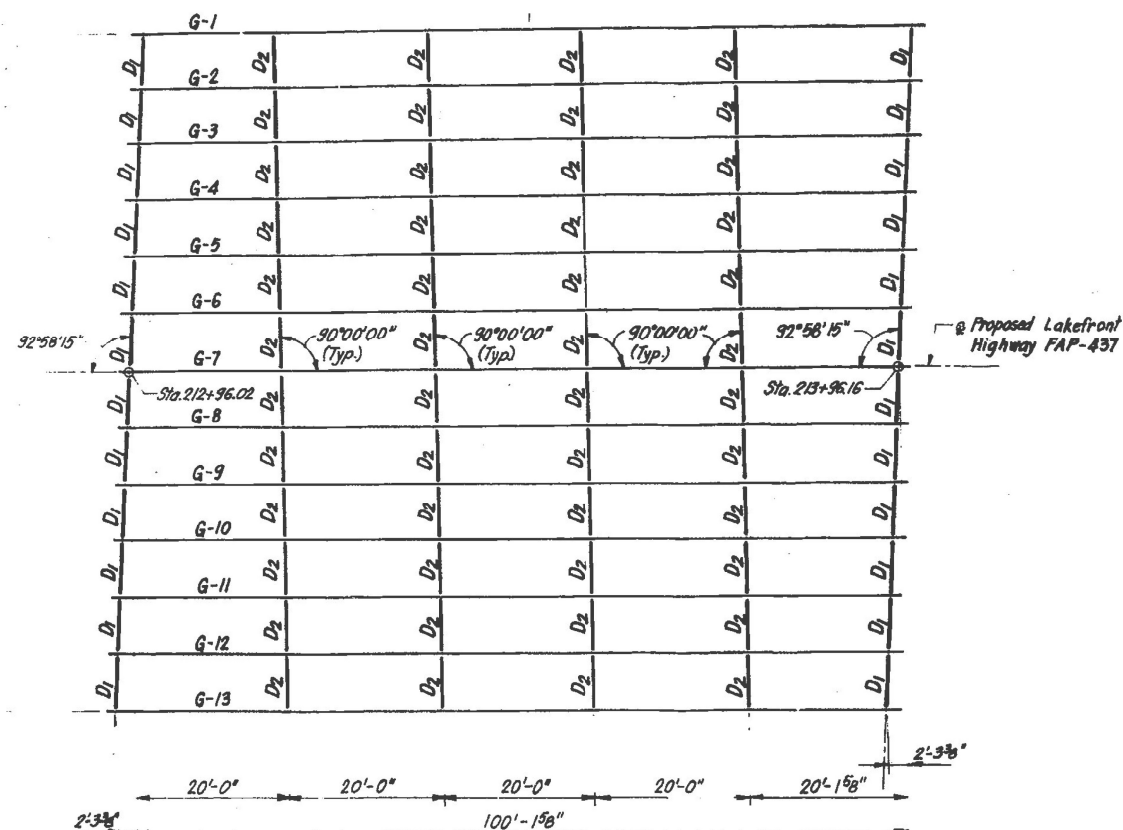 G-1
D1 D2 D2 D2 D2 D1
G-2
D1 D2 D2 D2 D2 D1
G-3
D1 D2 D2 D2 D2 D1
G-4
D1 D2 D2 D2 D2 D1
G-5
D1 D2 D2 D2 D2 D1
G-6
92°58'15" 90°00'00" 90°00'00" 90°00'00" 92°58'15"
(Typ.) (Typ.) (Typ.)
D1 D2 D2 D2 D2 D1
G-7
℄ Proposed Lakefront
Highway FAP-437
Sta. 212+96.02 Sta. 213+96.16
D1 D2 D2 D2 D2 D1
G-8
D1 D2 D2 D2 D2 D1
G-9
D1 D2 D2 D2 D2 D1
G-10
D1 D2 D2 D2 D2 D1
G-11
D1 D2 D2 D2 D2 D1
G-12
D1 D2 D2 D2 D2 D1
G-13
2'-3⅜"
20'-0" 20'-0" 20'-0" 20'-0" 20'-1⅝"
2'-3⅜"
100'-1⅝"